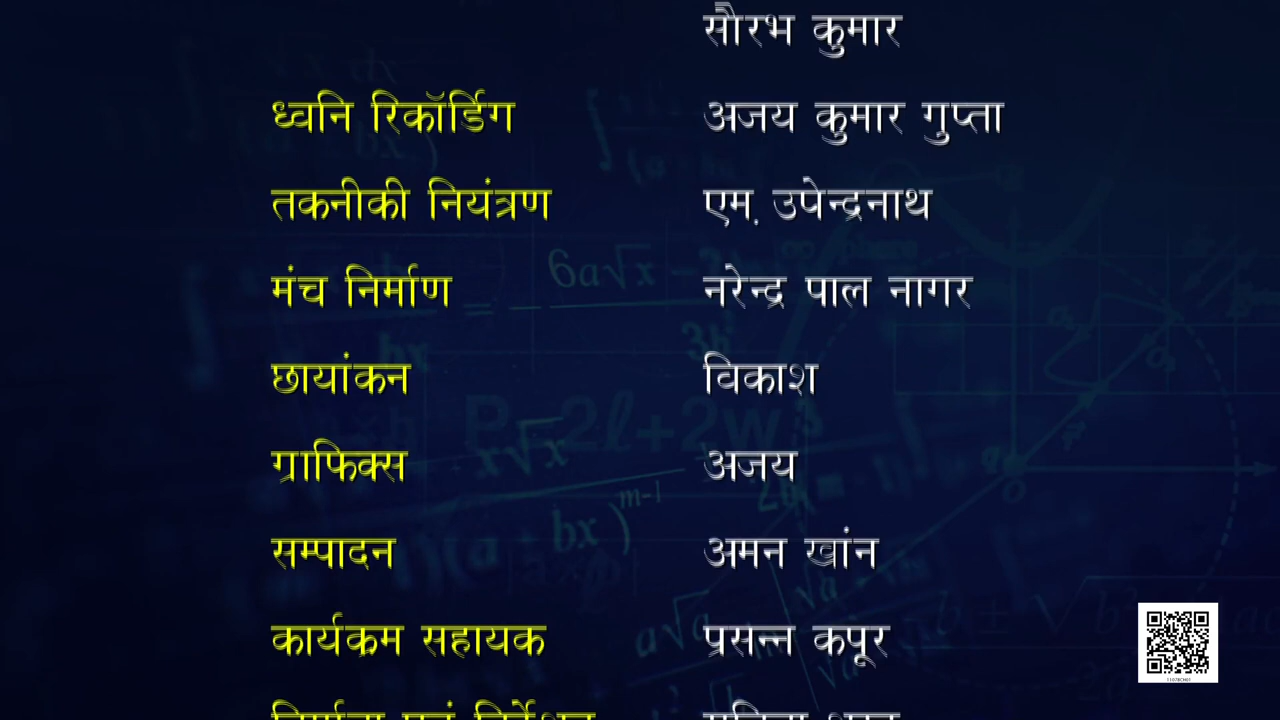 सौरभ कुमार
ध्वनि रिकॉर्डिग अजय कुमार गुप्ता
तकनीकी नियंत्रण एम. उपेन्द्रनाथ
मंच निर्माण नरेन्द्र पाल नागर
छायांकन विकाश
ग्राफिक्स अजय
सम्पादन अमन खांन
कार्यक्रम सहायक प्रसन्न कपूर